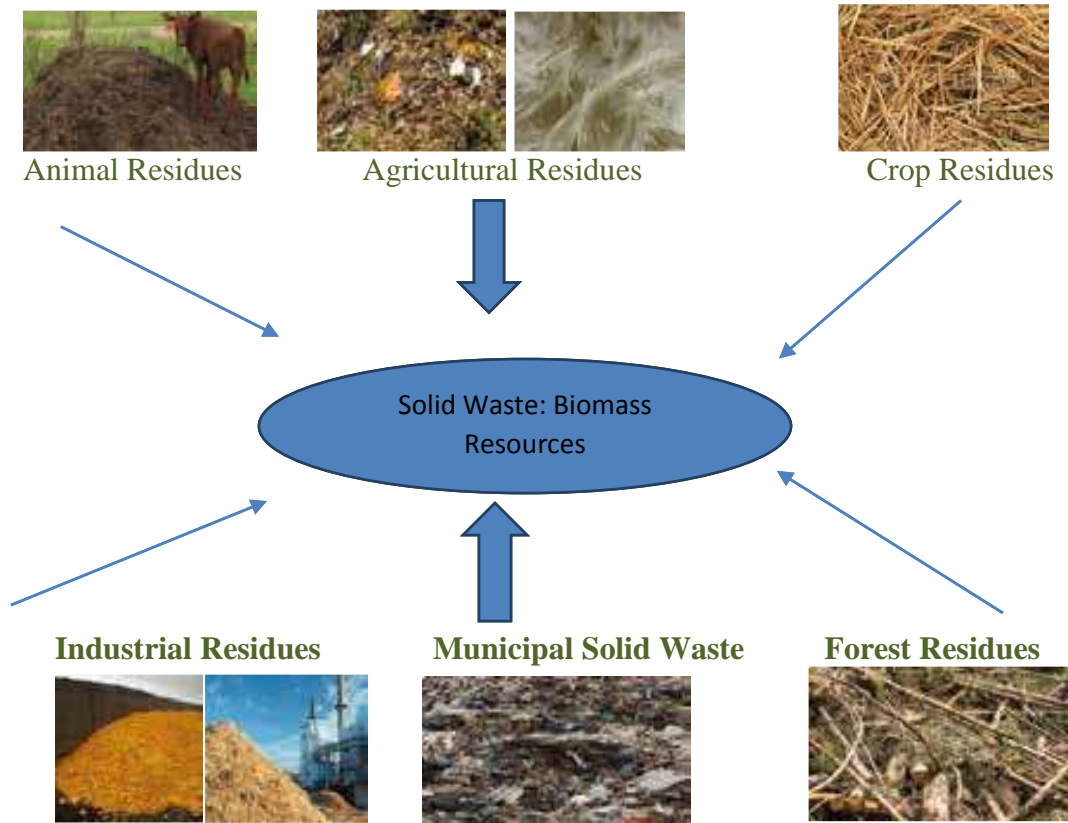 Animal Residues
Agricultural Residues
Crop Residues
Solid Waste: Biomass
Resources
Industrial Residues
Municipal Solid Waste
Forest Residues